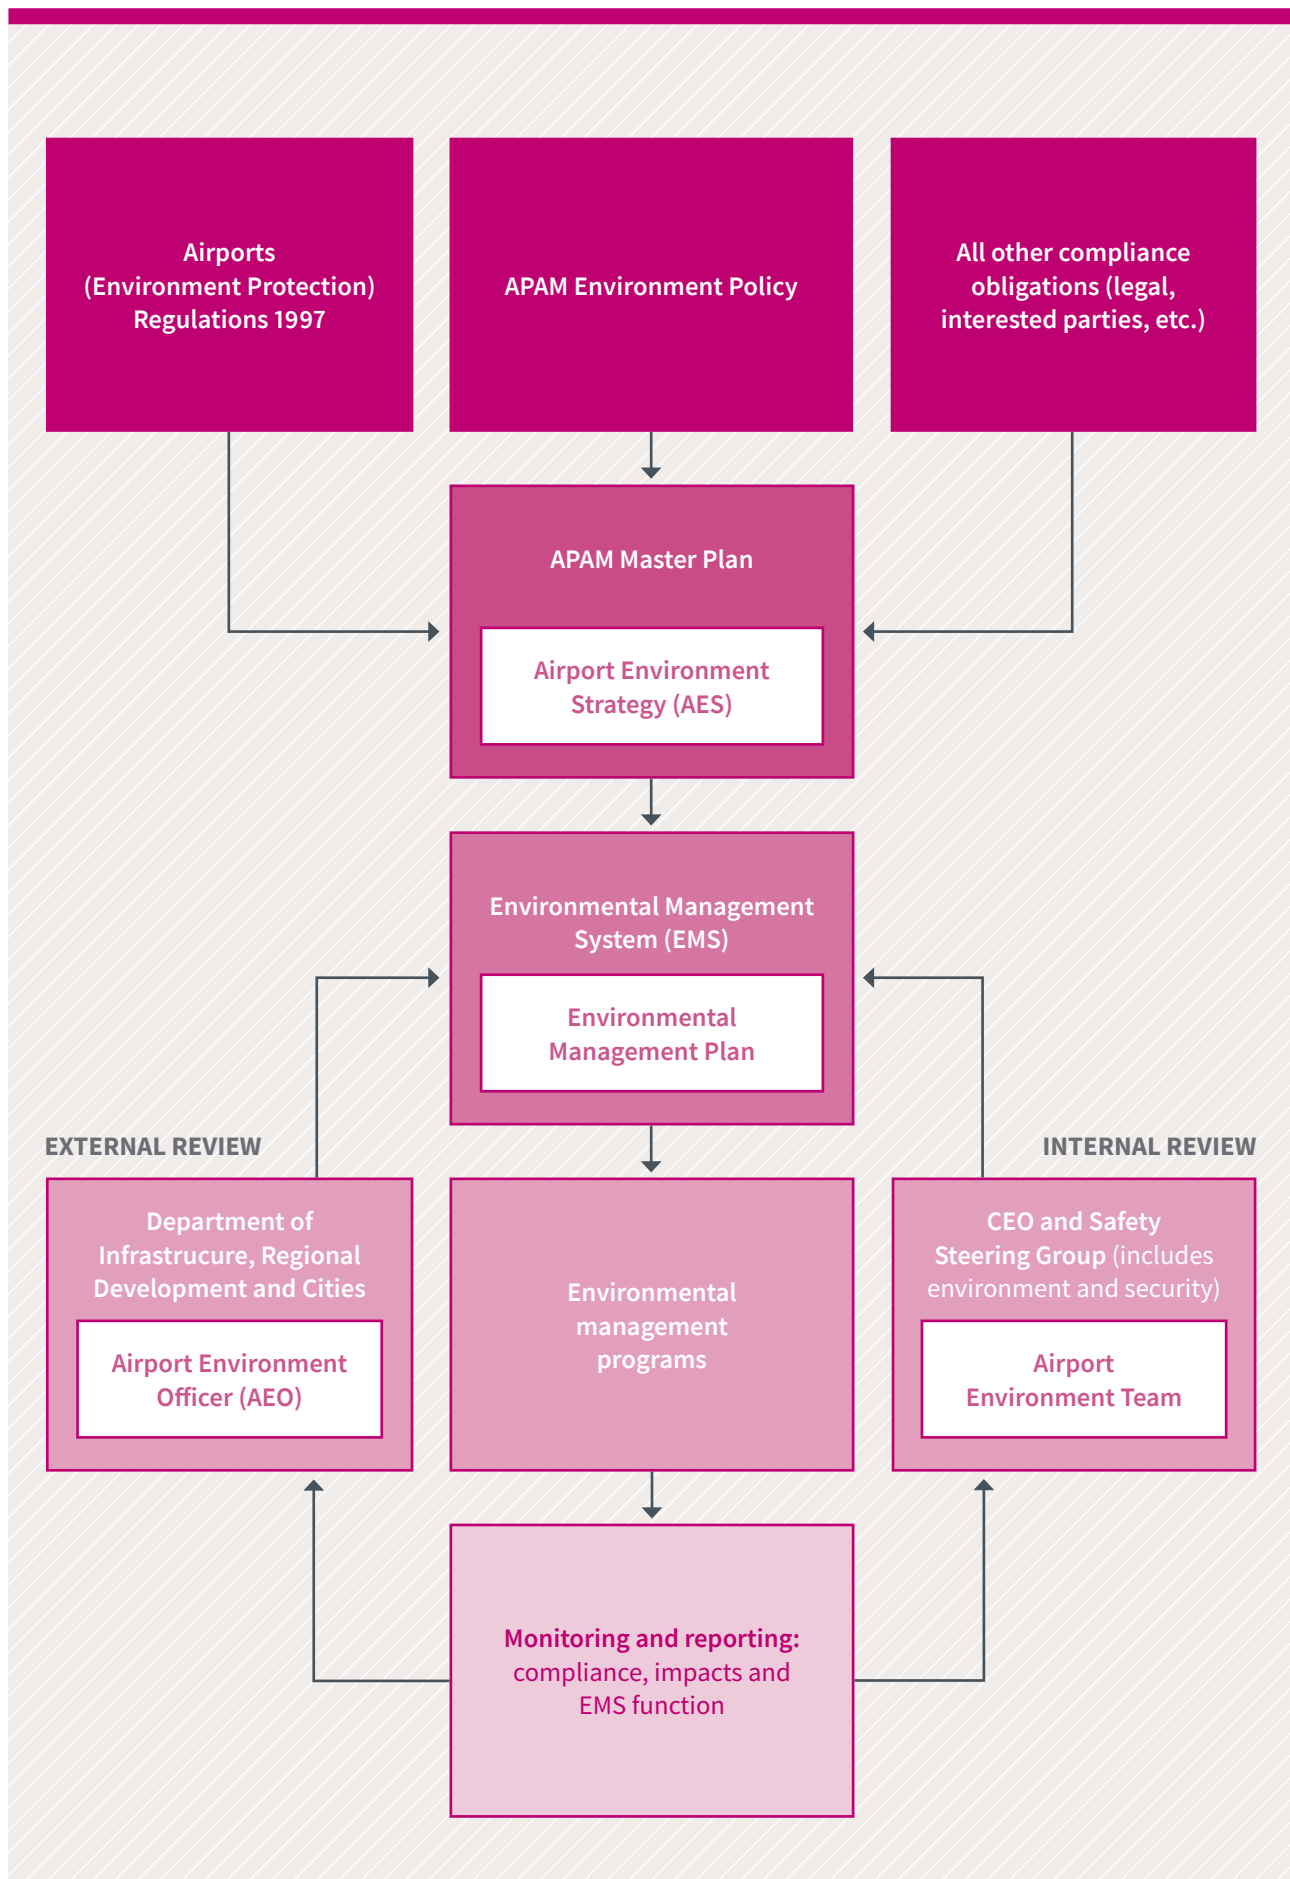 Airports
(Environment Protection)
Regulations 1997
APAM Environment Policy
All other compliance
obligations (legal,
interested parties, etc.)
APAM Master Plan
Airport Environment
Strategy (AES)
Environmental Management
System (EMS)
Environmental
Management Plan
EXTERNAL REVIEW
INTERNAL REVIEW
Department of
Infrastrucure, Regional
Development and Cities
Airport Environment
Officer (AEO)
Environmental
management
programs
CEO and Safety
Steering Group (includes
environment and security)
Airport
Environment Team
Monitoring and reporting:
compliance, impacts and
EMS function